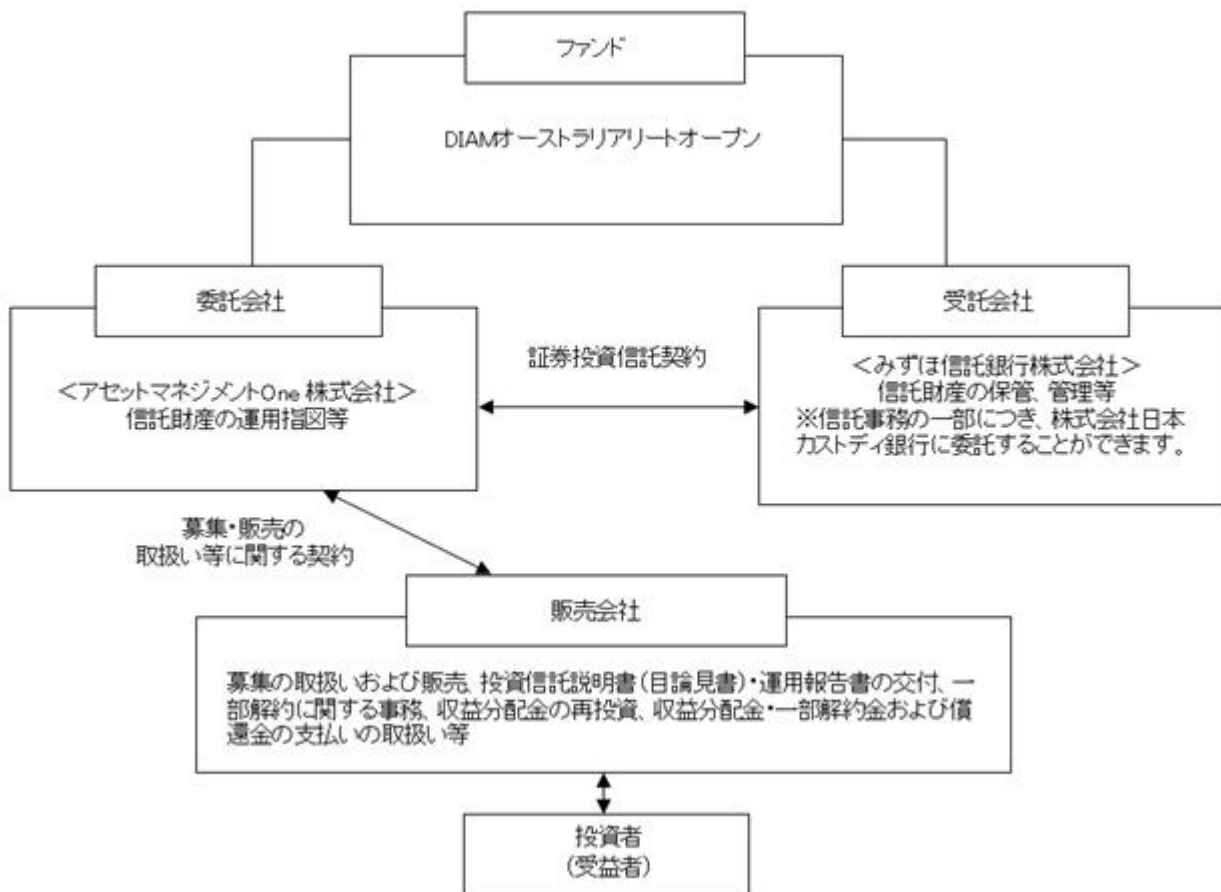 ファンド
DIAMオーストラリアリートオープン
委託会社
<アセットマネジメントOne 株式会社>
信託財産の運用指図等
証券投資信託契約
受託会社
<みずほ信託銀行株式会社>
信託財産の保管、管理等
※信託事務の一部につき、株式会社日本
カストディ銀行に委託することができます。
募集・販売の
取扱い等に関する契約
販売会社
募集の取扱いおよび販売、投資信託説明書(目論見書)・運用報告書の交付、一
部解約に関する事務、収益分配金の再投資、収益分配金・一部解約金および償
還金の支払いの取扱い等
投資者
(受益者)